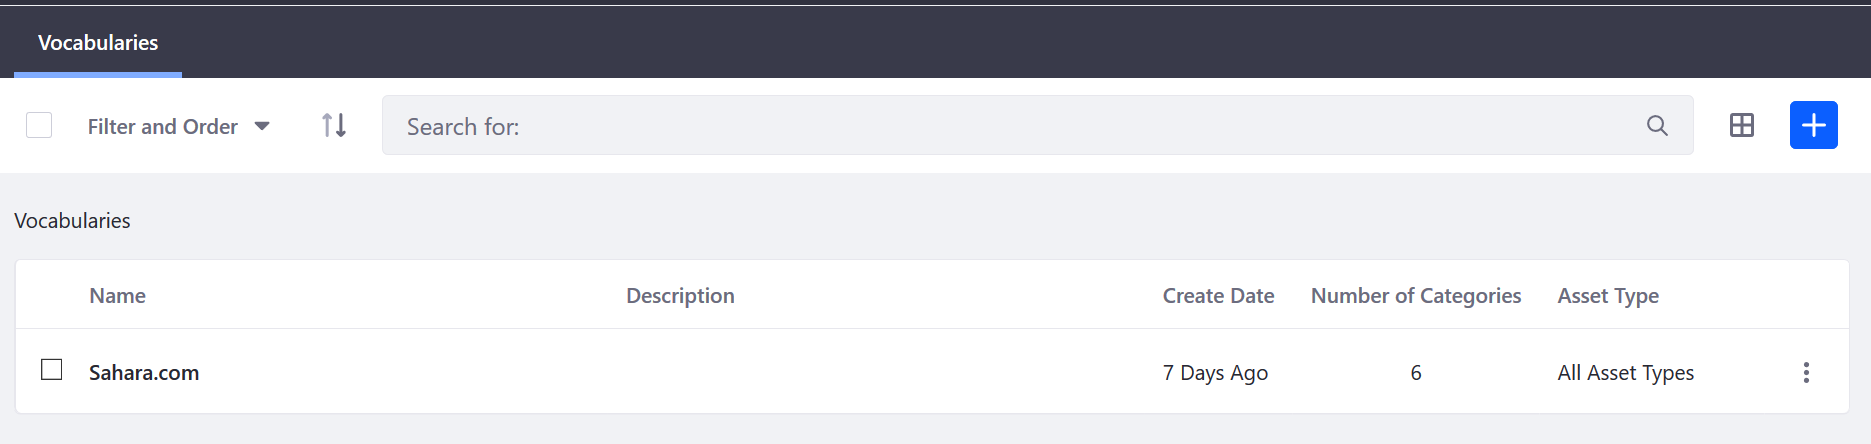 Vocabularies
Filter and Order
Search for:
Vocabularies
Name Description Create Date Number of Categories Asset Type
Sahara.com 7 Days Ago 6 All Asset Types